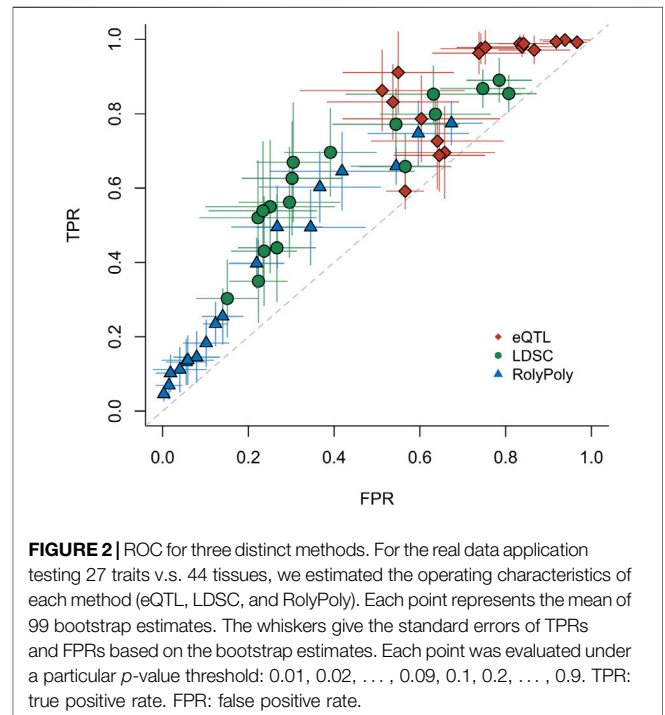 1.0
0.8
0.6
0.4
0.2
0.0
TPR
eQTL
LDSC
RolyPoly
0.0 0.2 0.4 0.6 0.8 1.0
FPR
FIGURE 2 | ROC for three distinct methods. For the real data application
testing 27 traits v.s. 44 tissues, we estimated the operating characteristics of
each method (eQTL, LDSC, and RolyPoly). Each point represents the mean of
99 bootstrap estimates. The whiskers give the standard errors of TPRs
and FPRs based on the bootstrap estimates. Each point was evaluated under
a particular p-value threshold: 0.01, 0.02, . . . , 0.09, 0.1, 0.2, . . . , 0.9. TPR:
true positive rate. FPR: false positive rate.